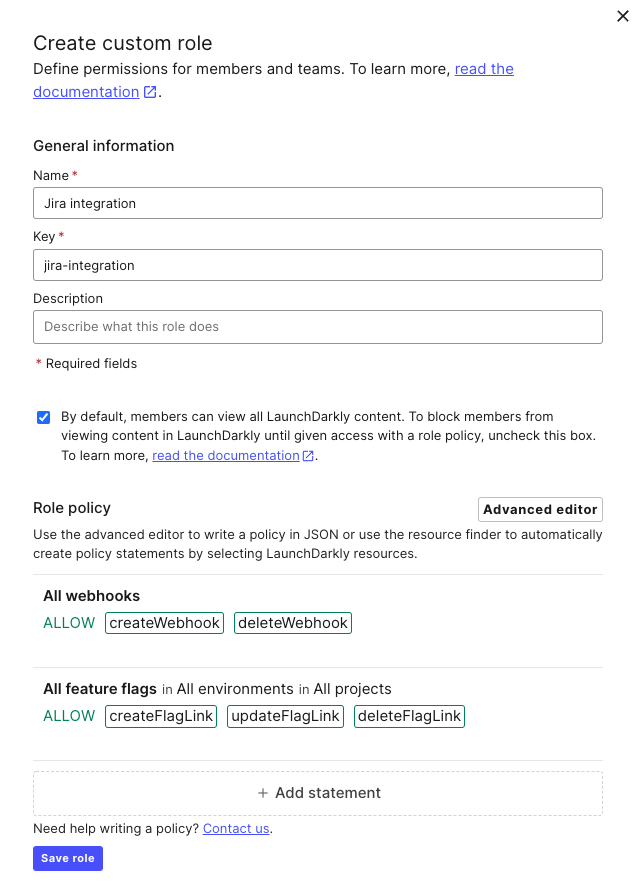 Create custom role
Define permissions for members and teams. To learn more, read the
documentation.
General information
Name *
Jira integration
Key *
jira-integration
Description
Describe what this role does
* Required fields
By default, members can view all LaunchDarkly content. To block members from
viewing content in LaunchDarkly until given access with a role policy, uncheck this box.
To learn more, read the documentation.
Role policy
Advanced editor
Use the advanced editor to write a policy in JSON or use the resource finder to automatically
create policy statements by selecting LaunchDarkly resources.
All webhooks
ALLOW createWebhook deleteWebhook
All feature flags in All environments in All projects
ALLOW createFlagLink updateFlagLink deleteFlagLink
+ Add statement
Need help writing a policy? Contact us.
Save role